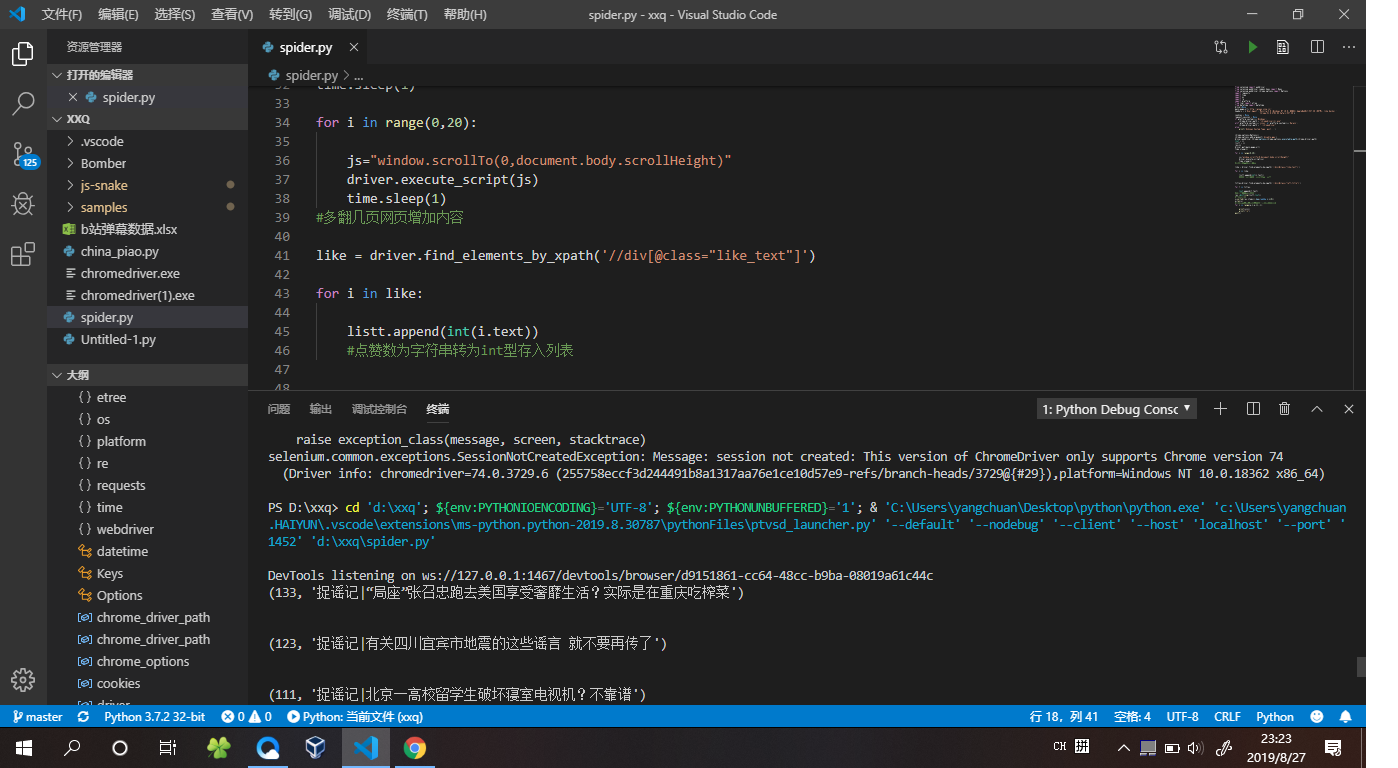 文件(F) 编辑(E) 选择(S) 查看(V) 转到(G) 调试(D) 终端(T) 帮助(H) spider.py - xxq - Visual Studio Code
资源管理器
打开的编辑器
spider.py
XXQ
.vscode
Bomber
js-snake
samples
b站弹幕数据.xlsx
china_piao.py
chromedriver.exe
chromedriver(1).exe
spider.py
Untitled-1.py
大纲
etree
os
platform
re
requests
time
webdriver
datetime
Keys
Options
chrome_driver_path
chrome_driver_path
chrome_options
cookies
driver
125
spider.py
spider.py > ...
32 time.sleep(1)
33
34 for i in range(0,20):
35
36 js="window.scrollTo(0,document.body.scrollHeight)"
37 driver.execute_script(js)
38 time.sleep(1)
39 #多翻几页网页增加内容
40
41 like = driver.find_elements_by_xpath('//div[@class="like_text"]')
42
43 for i in like:
44
45 listt.append(int(i.text))
46 #点赞数为字符串转为int型存入列表
47
48
问题 输出 调试控制台 终端 1: Python Debug Consc
raise exception_class(message, screen, stacktrace)
selenium.common.exceptions.SessionNotCreatedException: Message: session not created: This version of ChromeDriver only supports Chrome version 74
(Driver info: chromedriver=74.0.3729.6 (255758eccf3d244491b8a1317aa76e1ce10d57e9-refs/branch-heads/3729@{#29}),platform=Windows NT 10.0.18362 x86_64)
PS D:\xxq> cd 'd:\xxq'; ${env:PYTHONIOENCODING}='UTF-8'; ${env:PYTHONUNBUFFERED}='1'; & 'C:\Users\yangchuan\Desktop\python\python.exe' 'c:\Users\yangchuan
.HAIYUN\.vscode\extensions\ms-python.python-2019.8.30787\pythonFiles\ptvsd_launcher.py' '--default' '--nodebug' '--client' '--host' 'localhost' '--port' '
1452' 'd:\xxq\spider.py'
DevTools listening on ws://127.0.0.1:1467/devtools/browser/d9151861-cc64-48cc-b9ba-08019a61c44c
(133, '捉谣记|“局座”张召忠跑去美国享受奢靡生活？实际是在重庆吃榨菜')
(123, '捉谣记|有关四川宜宾市地震的这些谣言 就不要再传了')
(111, '捉谣记|北京一高校留学生破坏寝室电视机？不靠谱')
master Python 3.7.2 32-bit 0 0 Python: 当前文件 (xxq) 行 18，列 41 空格: 4 UTF-8 CRLF Python
CH 拼 23:23
2019/8/27